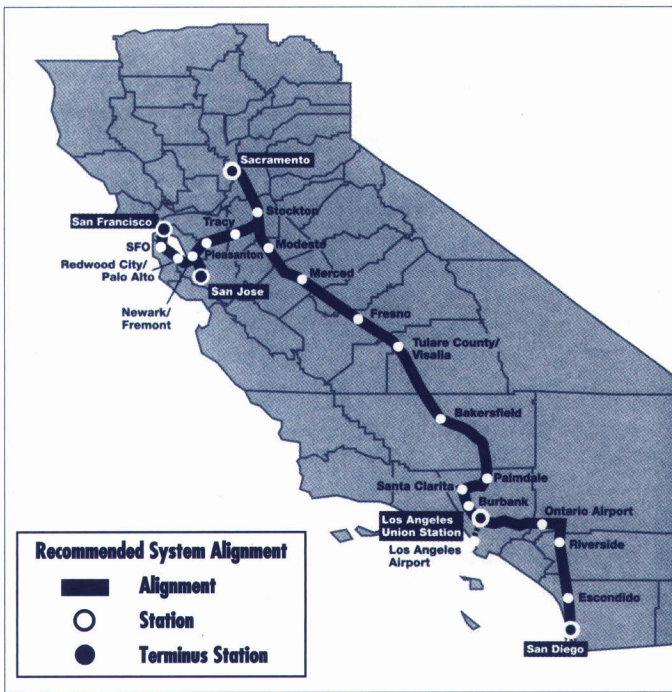 Sacramento
Stockton
San Francisco
Tracy
SFO
Pleasanton
Modesto
Redwood City/
Palo Alto
San Jose
Merced
Newark/
Fremont
Fresno
Tulare County/
Visalia
Bakersfield
Palmdale
Santa Clarita
Burbank
Los Angeles
Union Station
Ontario Airport
Los Angeles
Airport
Riverside
Escondido
San Diego
Recommended System Alignment
Alignment
Station
Terminus Station